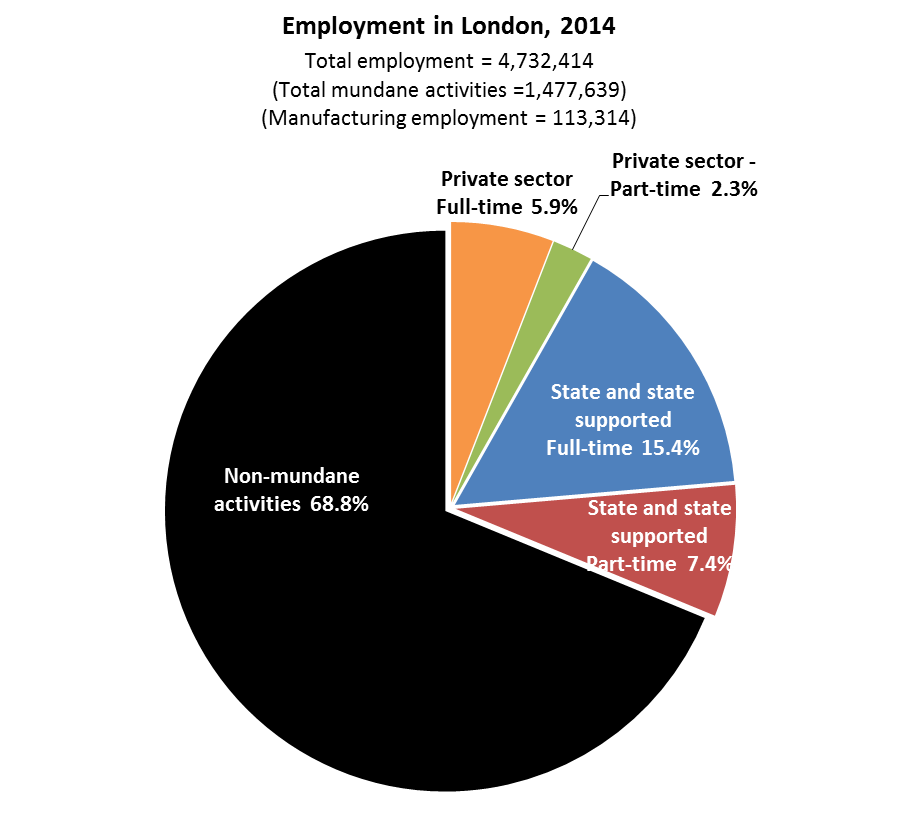 Employment in London, 2014
Total employment = 4,732,414
(Total mundane activities =1,477,639)
(Manufacturing employment = 113,314)
Private sector -
Part-time 2.3%
Private sector
Full-time 5.9%
State and state
supported
Full-time 15.4%
Non-mundane
activities 68.8%
State and state
supported
Part-time 7.4%